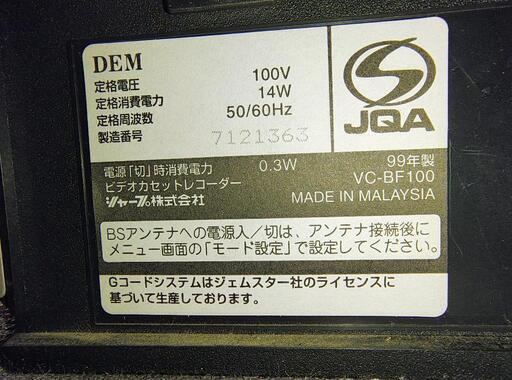 DEM
定格電圧 100V
定格消費電力 14W
定格周波数 50/60Hz
製造番号 7121363
JQA
電源「切」時消費電力 0.3W
99年製
ビデオカセットレコーダー VC-BF100
シャープ株式会社 MADE IN MALAYSIA
BSアンテナへの電源入/切は、アンテナ接続後に
メニュー画面の「モード設定」で設定してください。
Gコードシステムはジェムスター社のライセンスに
基づいて生産しております。